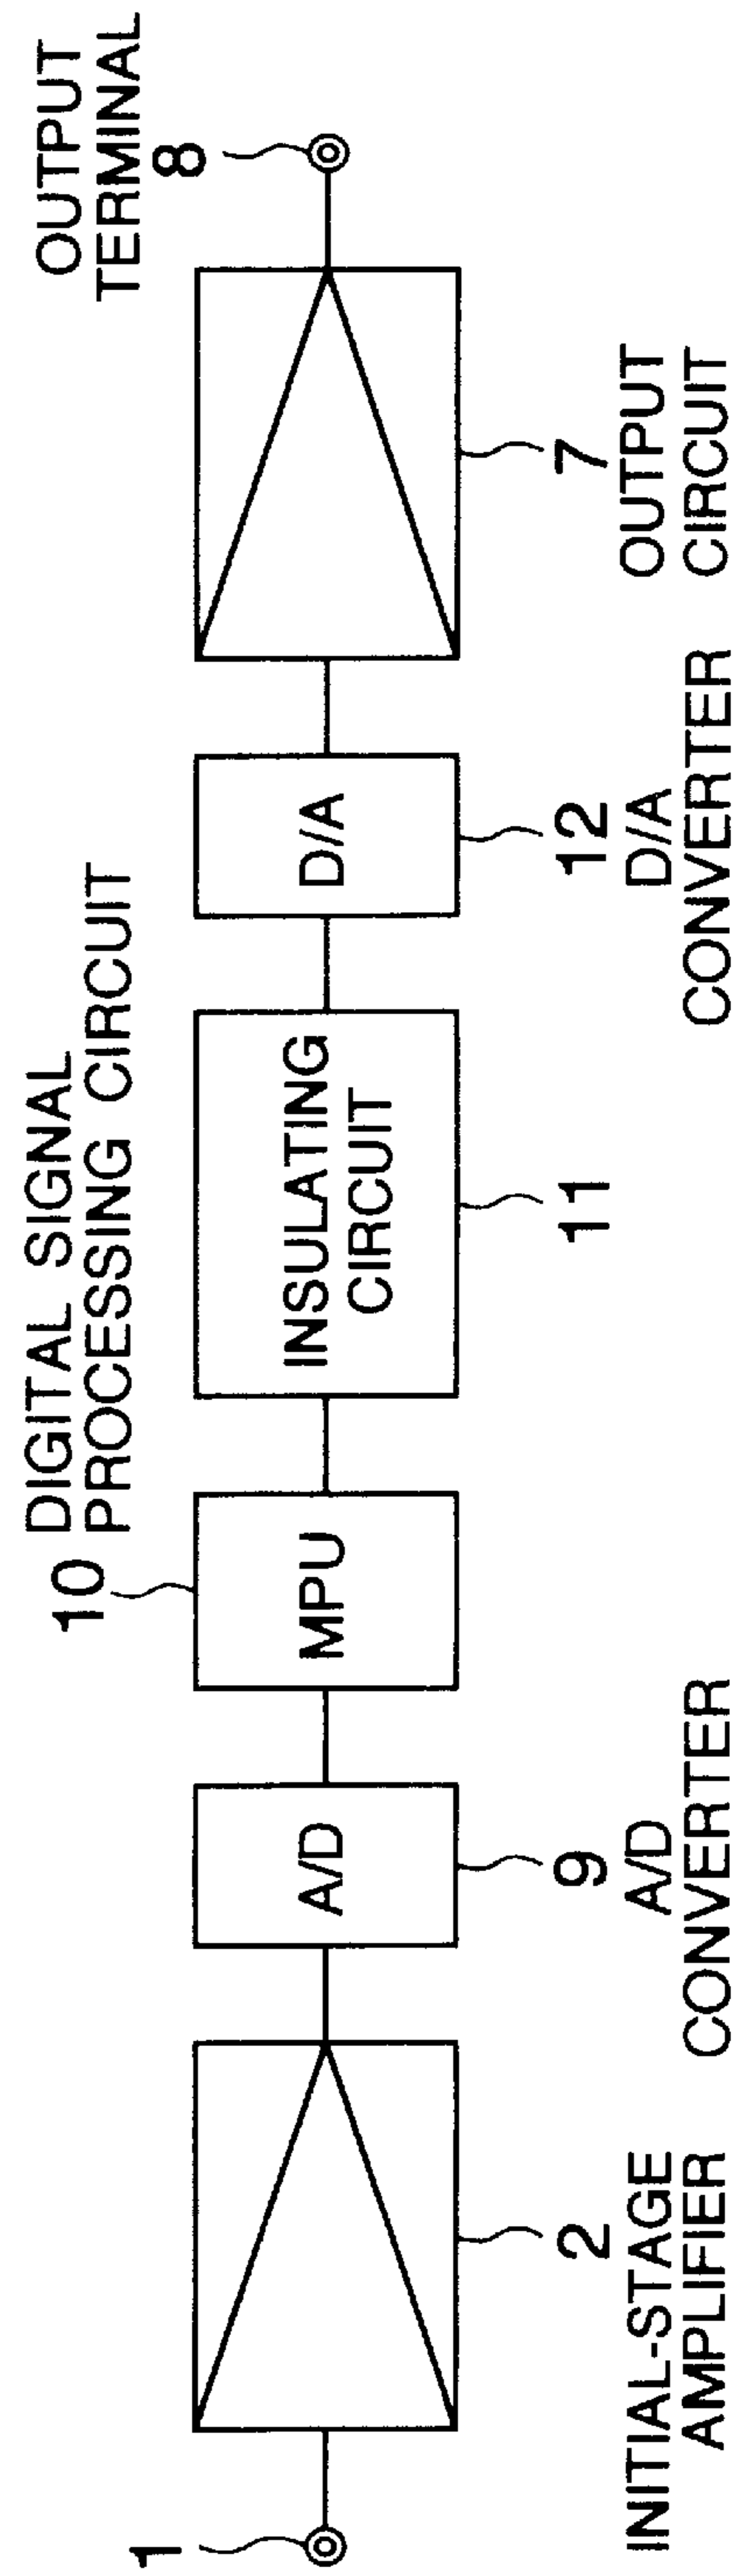 1
2
INITIAL-STAGE
AMPLIFIER
A/D
9
A/D
CONVERTER
10
DIGITAL SIGNAL
PROCESSING CIRCUIT
MPU
INSULATING
CIRCUIT
11
D/A
12
D/A
CONVERTER
7
OUTPUT
CIRCUIT
OUTPUT
TERMINAL
8